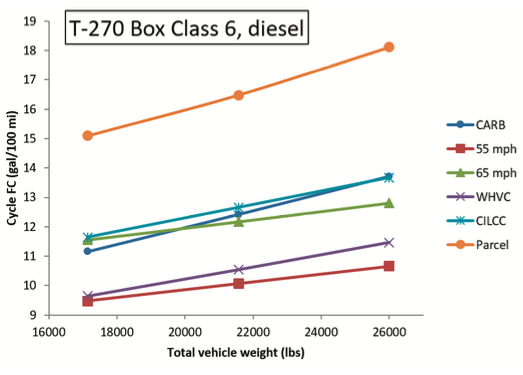 T-270 Box Class 6, diesel
Cycle FC (gal/100 mi)
19
18
17
16
15
14
13
12
11
10
9
16000 18000 20000 22000 24000 26000
Total vehicle weight (lbs)
CARB
55 mph
65 mph
WHVC
CILCC
Parcel